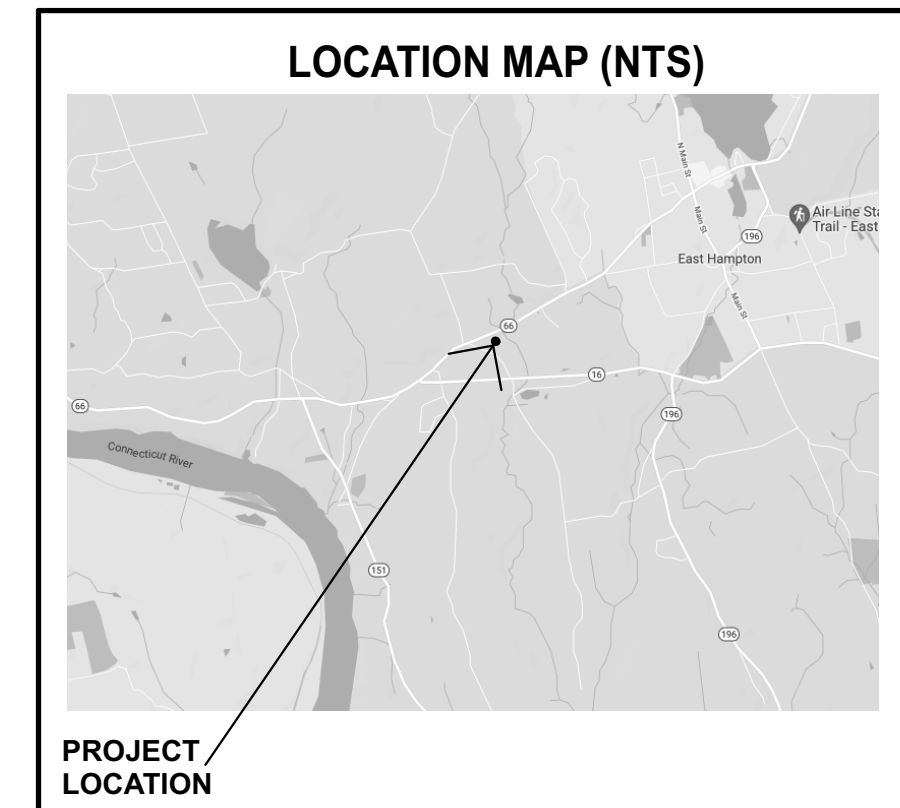 LOCATION MAP (NTS)
N Main St
Main St
196
Air Line Sta
Trail - East
East Hampton
Main St
66
16
66
196
Connecticut River
151
196
PROJECT
LOCATION